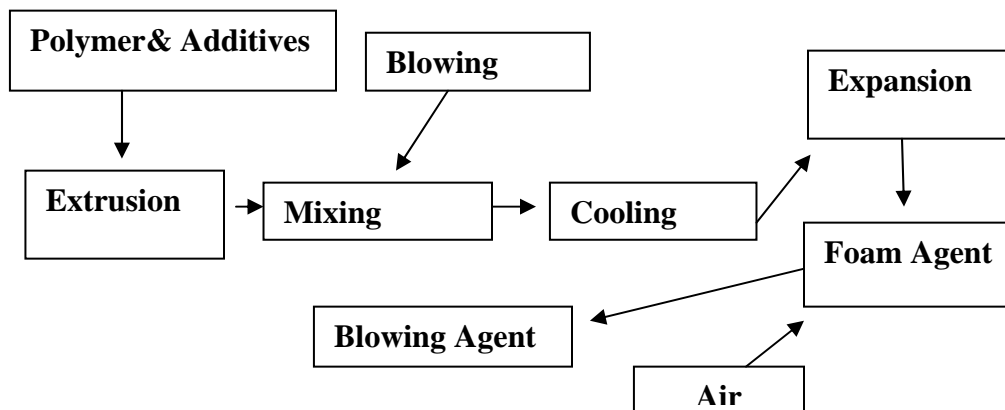 Polymer& Additives
Blowing
Expansion
Extrusion
Mixing
Cooling
Foam Agent
Blowing Agent
Air